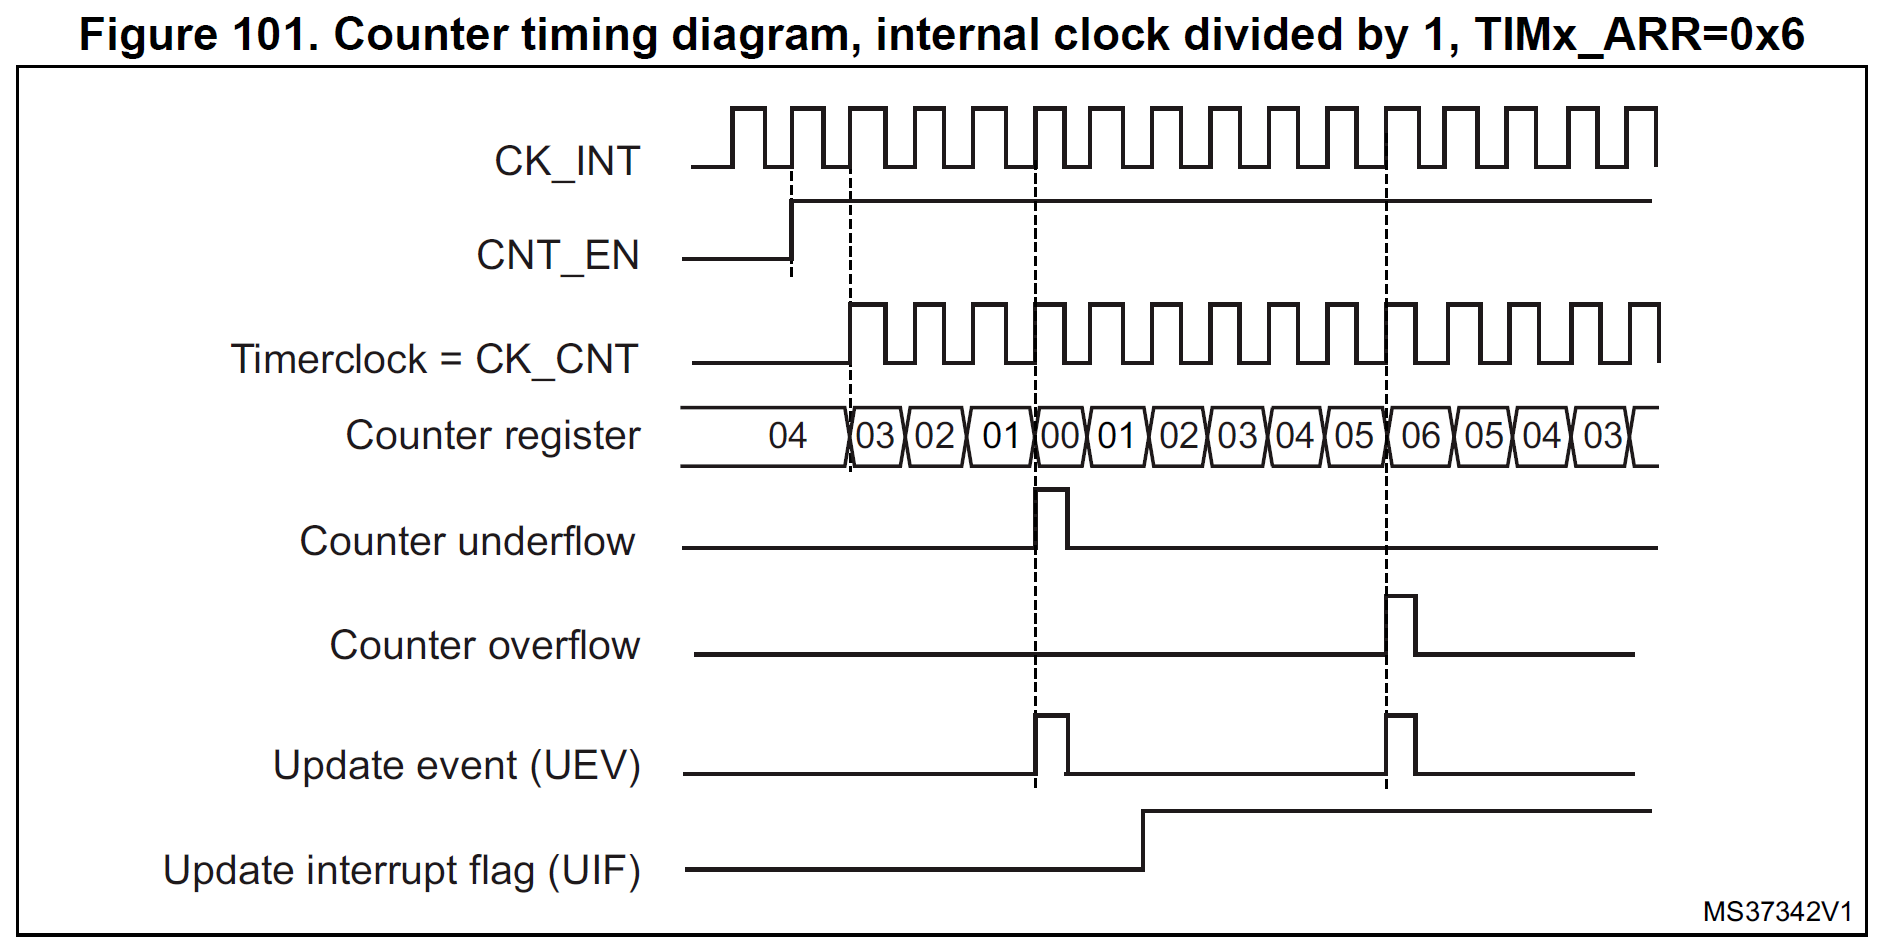 Figure 101. Counter timing diagram, internal clock divided by 1, TIMx_ARR=0x6
CK_INT
CNT_EN
Timerclock = CK_CNT
Counter register 04 03 02 01 00 01 02 03 04 05 06 05 04 03
Counter underflow
Counter overflow
Update event (UEV)
Update interrupt flag (UIF)
MS37342V1